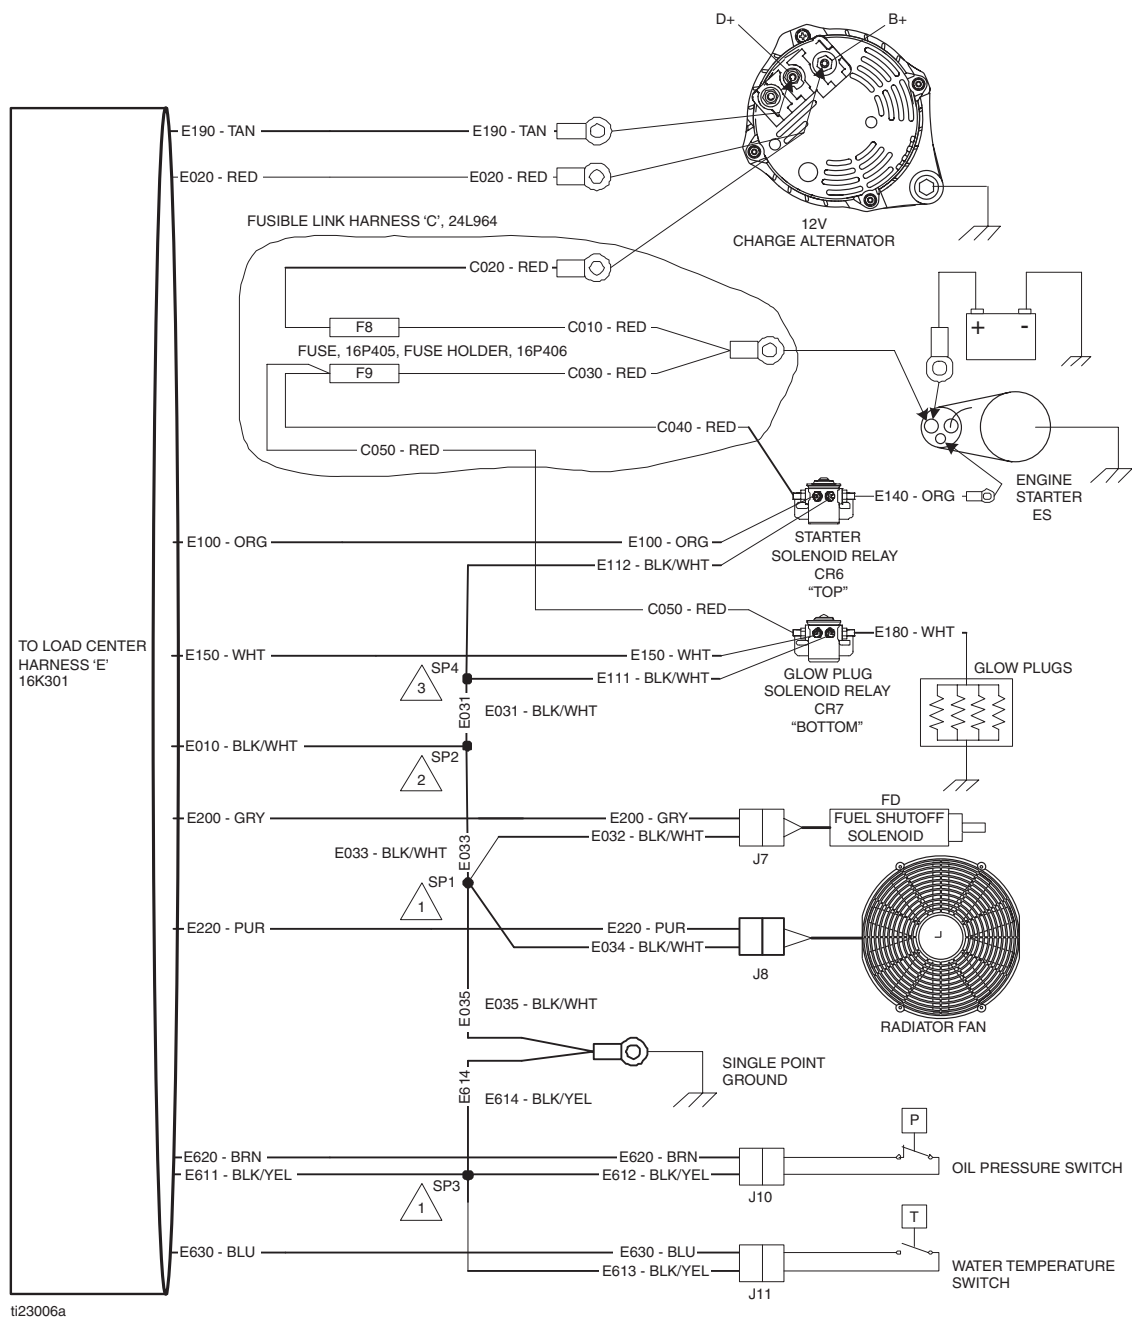 D+
B+
E190 - TAN
E190 - TAN
E020 - RED
E020 - RED
12V
CHARGE ALTERNATOR
FUSIBLE LINK HARNESS ‘C’, 24L964
C020 - RED
F8
C010 - RED
+
-
FUSE, 16P405, FUSE HOLDER, 16P406
F9
C030 - RED
C040 - RED
C050 - RED
ENGINE
STARTER
ES
E140 - ORG
STARTER
SOLENOID RELAY
CR6
“TOP”
E100 - ORG
E100 - ORG
E112 - BLK/WHT
C050 - RED
E180 - WHT
TO LOAD CENTER
HARNESS ‘E’
16K301
E150 - WHT
E150 - WHT
GLOW PLUGS
SP4
3
E111 - BLK/WHT
GLOW PLUG
SOLENOID RELAY
CR7
“BOTTOM”
E031
E031 - BLK/WHT
E010 - BLK/WHT
SP2
2
FD
FUEL SHUTOFF
SOLENOID
E200 - GRY
E200 - GRY
E032 - BLK/WHT
J7
E033 - BLK/WHT
E033
SP1
1
E220 - PUR
E220 - PUR
E034 - BLK/WHT
J8
RADIATOR FAN
E035
E035 - BLK/WHT
SINGLE POINT
GROUND
E614
E614 - BLK/YEL
P
E620 - BRN
E620 - BRN
E611 - BLK/YEL
E612 - BLK/YEL
J10
OIL PRESSURE SWITCH
SP3
1
T
E630 - BLU
E630 - BLU
E613 - BLK/YEL
J11
WATER TEMPERATURE
SWITCH
ti23006a